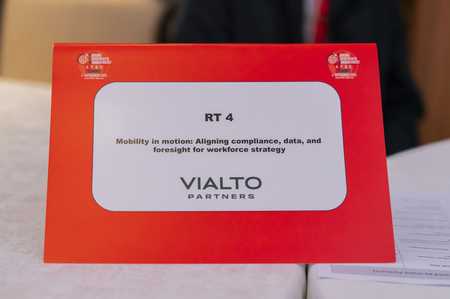 RT 4
Mobility in motion: Aligning compliance, data, and
foresight for workforce strategy
VIALTO
PARTNERS